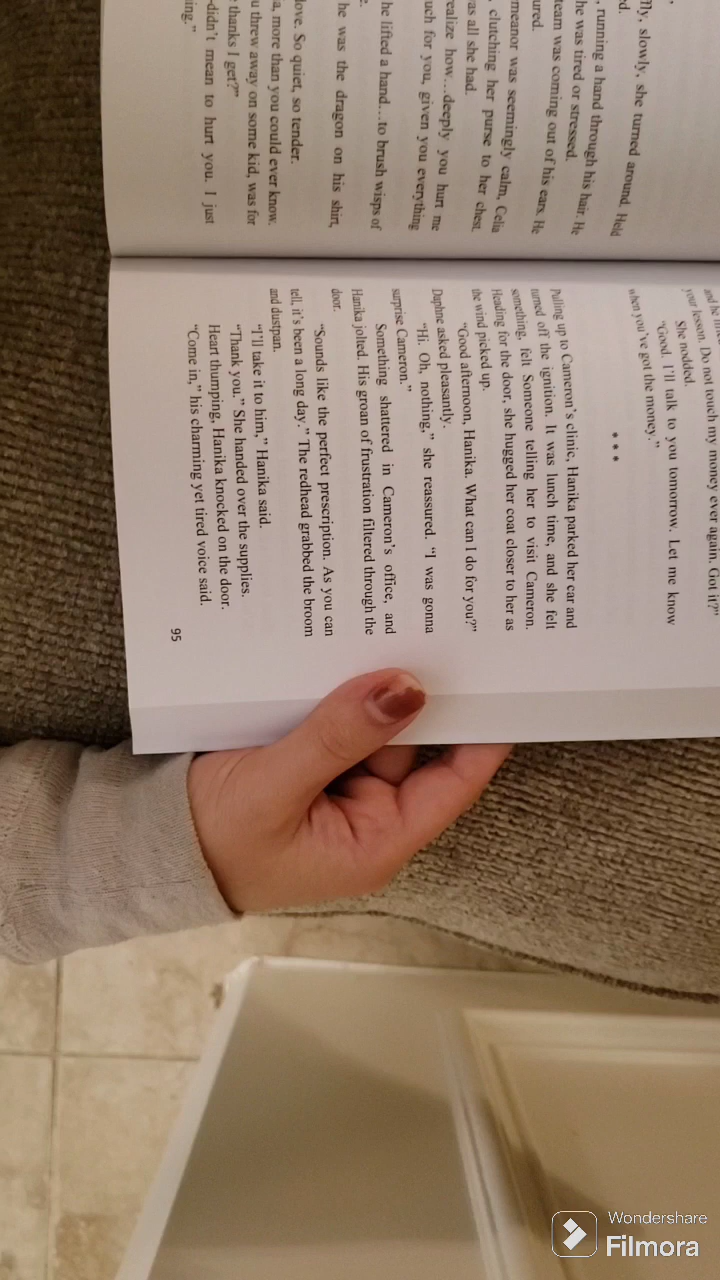 slowly, she turned around. Held
running a hand through his hair. He
he was tired or stressed.
team was coming out of his ears. He
meanor was seemingly calm, Celia
clutching her purse to her chest.
as all she had.
realize how…deeply you hurt me
uch for you, given you everything
he lifted a hand…to brush wisps of
he was the dragon on his shirt,
love. So quiet, so tender.
more than you could ever know.
u threw away on some kid, was for
thanks I get?”
-didn’t mean to hurt you. I just
ing.”
your lesson. Do not touch my money ever again. Got it?”
She nodded.
“Good. I’ll talk to you tomorrow. Let me know
when you’ve got the money.”
• • •
Pulling up to Cameron’s clinic, Hanika parked her car and
turned off the ignition. It was lunch time, and she felt
something, felt Someone telling her to visit Cameron.
Heading for the door, she hugged her coat closer to her as
the wind picked up.
“Good afternoon, Hanika. What can I do for you?”
Daphne asked pleasantly.
“Hi. Oh, nothing,” she reassured. “I was gonna
surprise Cameron.”
Something shattered in Cameron’s office, and
Hanika jolted. His groan of frustration filtered through the
door.
“Sounds like the perfect prescription. As you can
tell, it’s been a long day.” The redhead grabbed the broom
and dustpan.
“I’ll take it to him,” Hanika said.
“Thank you.” She handed over the supplies.
Heart thumping, Hanika knocked on the door.
“Come in,” his charming yet tired voice said.
95
Wondershare
Filmora